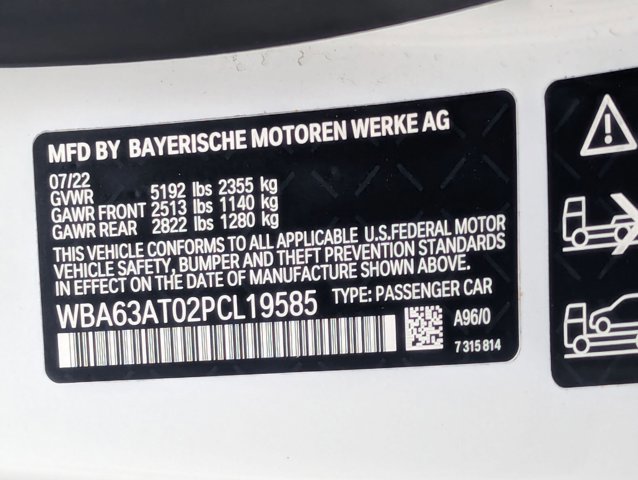 MFD BY BAYERISCHE MOTOREN WERKE AG
07/22
GVWR 5192 lbs 2355 kg
GAWR FRONT 2513 lbs 1140 kg
GAWR REAR 2822 lbs 1280 kg
THIS VEHICLE CONFORMS TO ALL APPLICABLE U.S.FEDERAL MOTOR
VEHICLE SAFETY, BUMPER AND THEFT PREVENTION STANDARDS
IN EFFECT ON THE DATE OF MANUFACTURE SHOWN ABOVE.
WBA63AT02PCL19585 TYPE: PASSENGER CAR
A96/0
7 315 814